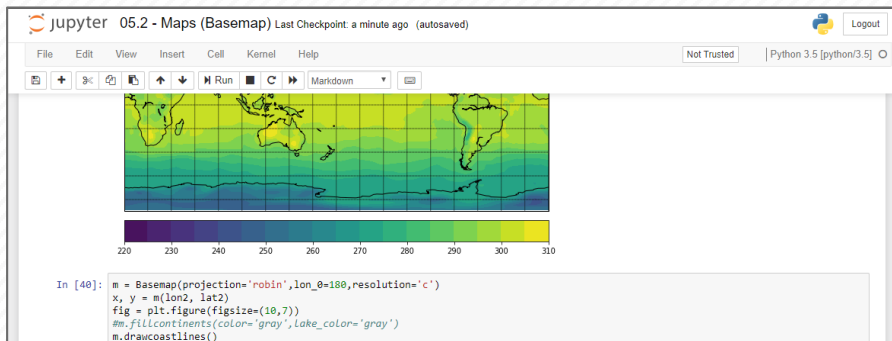 jupyter 05.2 - Maps (Basemap) Last Checkpoint: a minute ago (autosaved) Logout
File Edit View Insert Cell Kernel Help Not Trusted Python 3.5 [python/3.5]
Run Markdown
220 230 240 250 260 270 280 290 300 310
In [40]: m = Basemap(projection='robin',lon_0=180,resolution='c')
x, y = m(lon2, lat2)
fig = plt.figure(figsize=(10,7))
#m.fillcontinents(color='gray',lake_color='gray')
m.drawcoastlines()